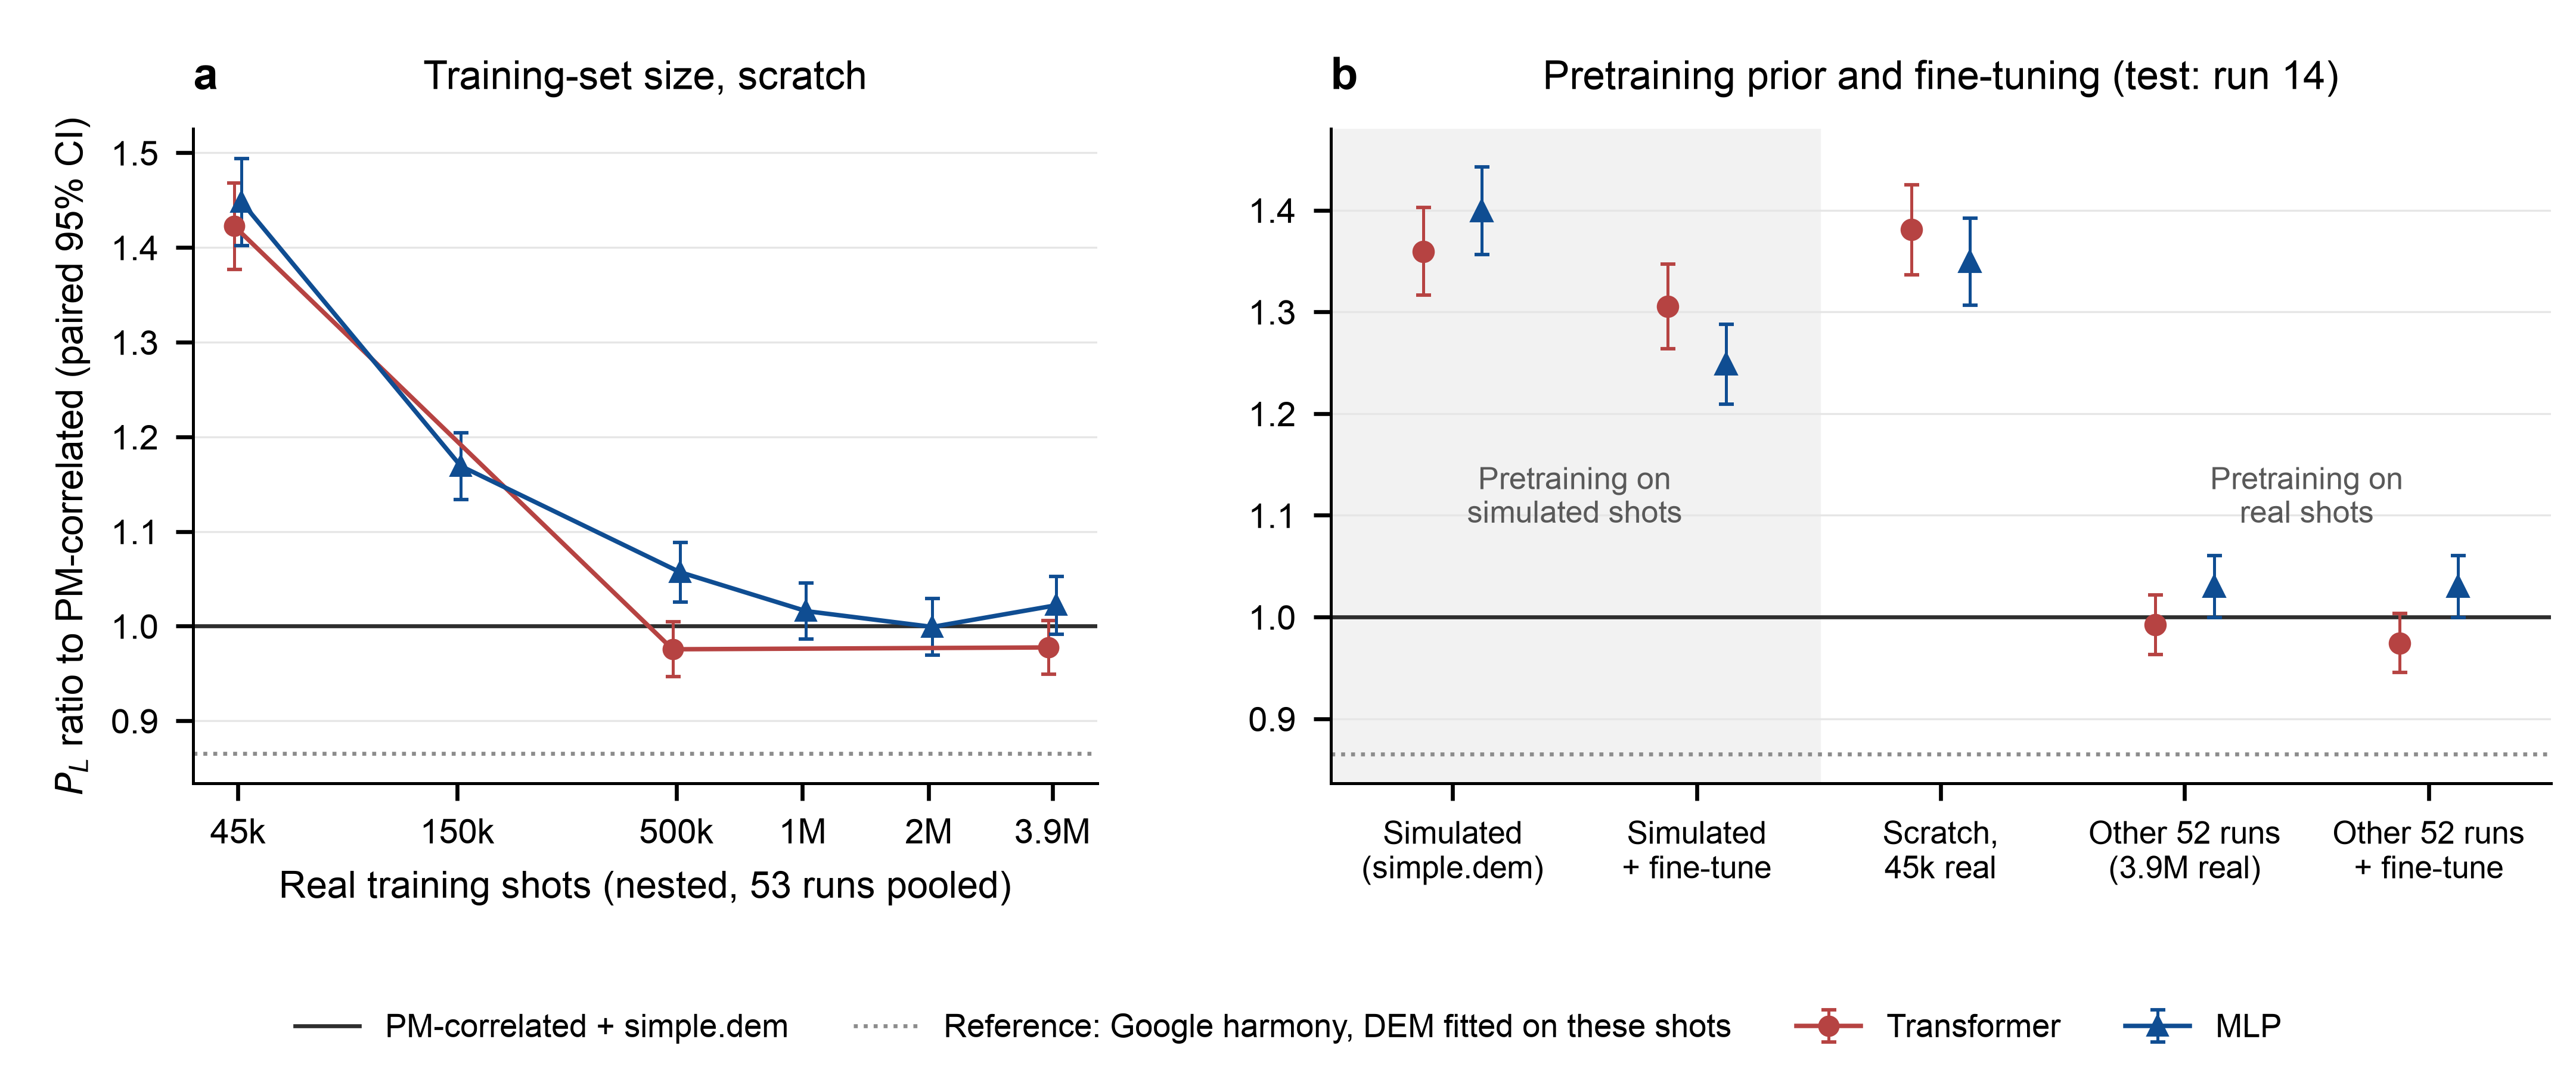 a
Training-set size, scratch
P_L ratio to PM-correlated (paired 95% CI)
1.5
1.4
1.3
1.2
1.1
1.0
0.9
45k
150k
500k
1M
2M
3.9M
Real training shots (nested, 53 runs pooled)
b
Pretraining prior and fine-tuning (test: run 14)
1.4
1.3
1.2
1.1
1.0
0.9
Pretraining on
simulated shots
Pretraining on
real shots
Simulated
(simple.dem)
Simulated
+ fine-tune
Scratch,
45k real
Other 52 runs
(3.9M real)
Other 52 runs
+ fine-tune
PM-correlated + simple.dem
Reference: Google harmony, DEM fitted on these shots
Transformer
MLP